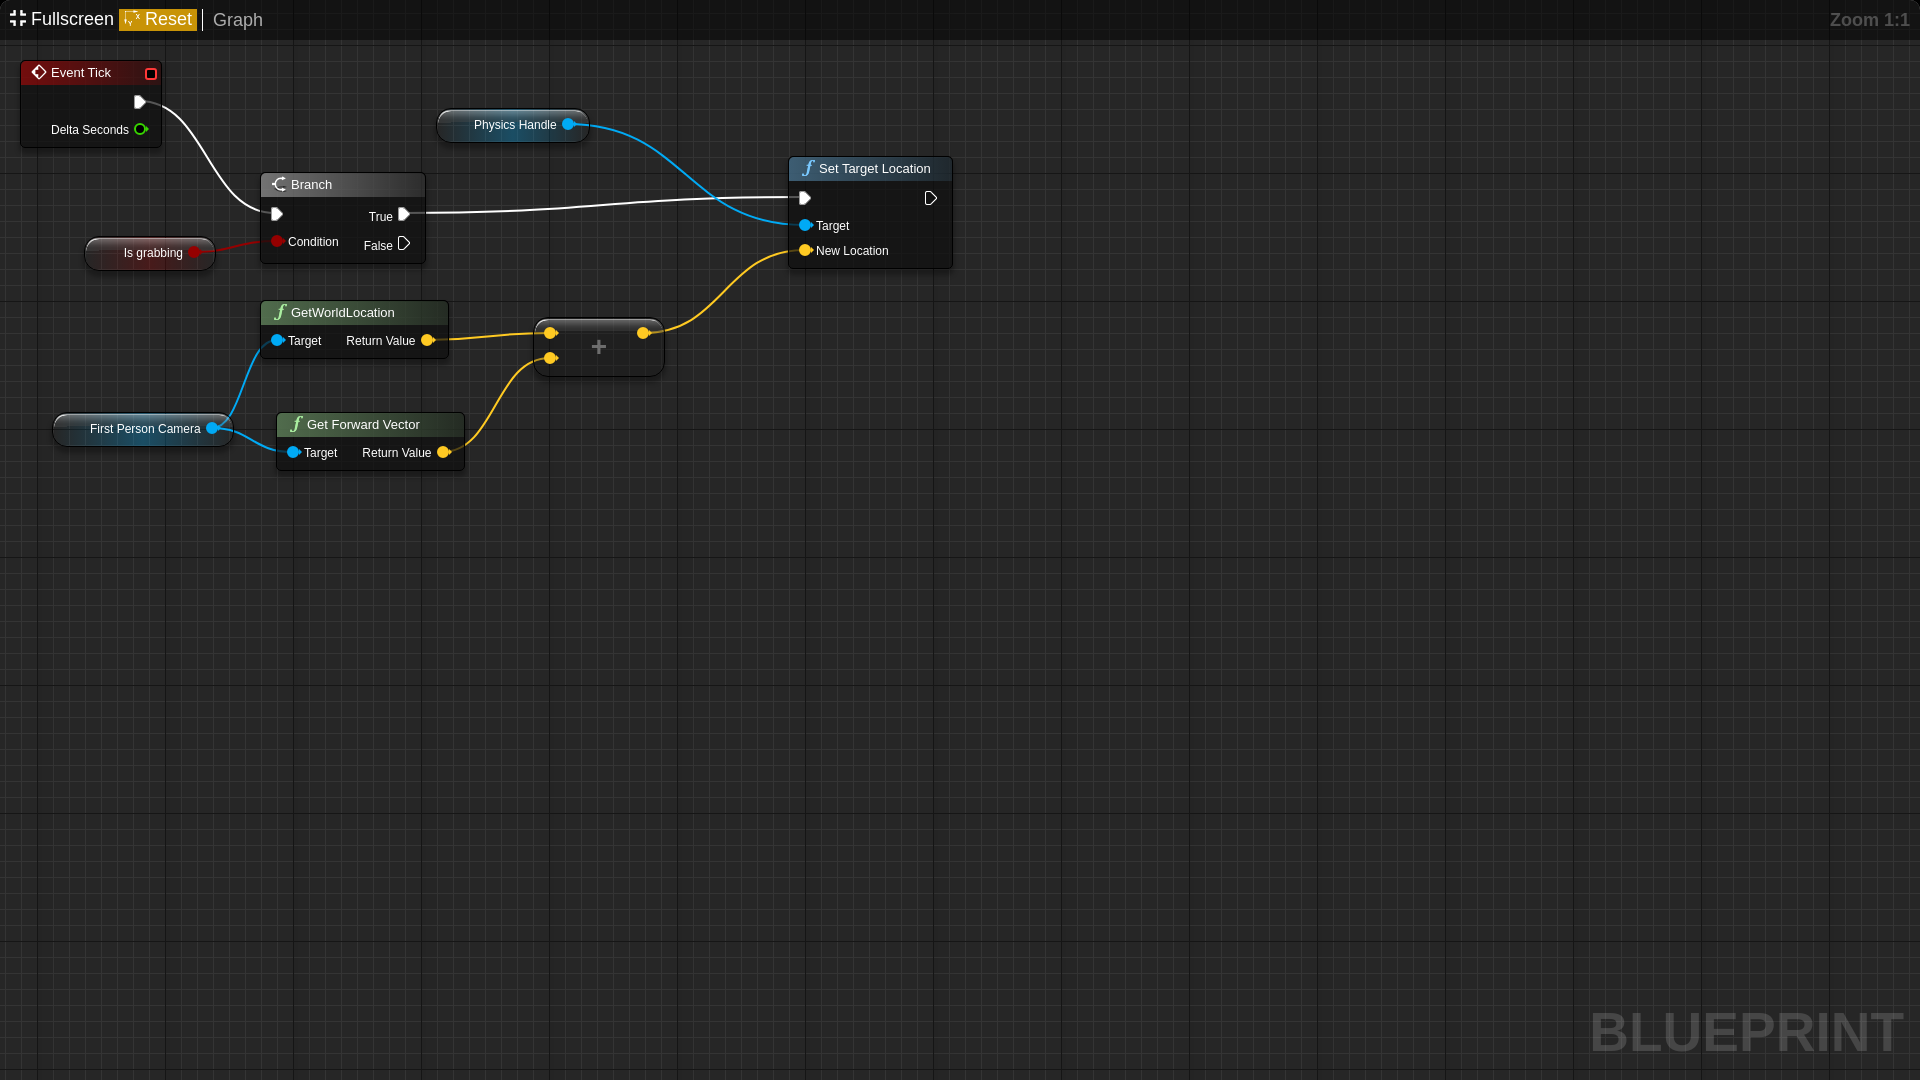 Fullscreen Reset Graph Zoom 1:1
Event Tick
Delta Seconds
Physics Handle
Set Target Location
Target
New Location
Branch
True
Condition
False
Is grabbing
GetWorldLocation
Target Return Value
+
First Person Camera
Get Forward Vector
Target Return Value
BLUEPRINT